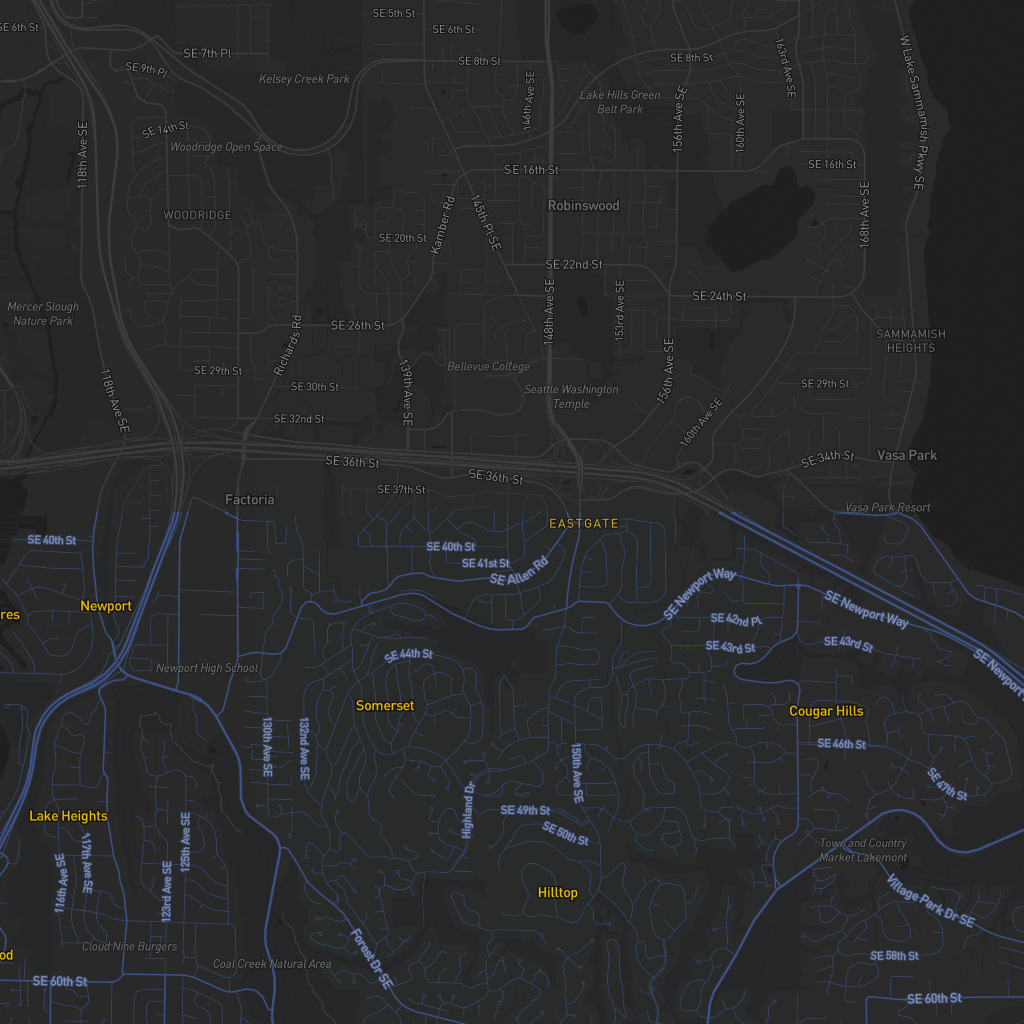 SE 5th St
SE 6th St
SE 6th St
SE 7th Pl
SE 8th St
SE 8th St
163rd Ave SE
W Lake Sammamish Pkwy SE
SE 9th Pl
Kelsey Creek Park
146th Ave SE
Lake Hills Green
Belt Park
156th Ave SE
160th Ave SE
118th Ave SE
SE 14th St
Woodridge Open Space
SE 16th St
SE 16th St
WOODRIDGE
Kamber Rd
145th Pl SE
Robinswood
168th Ave SE
SE 20th St
SE 22nd St
Mercer Slough
Nature Park
SE 26th St
Richards Rd
148th Ave SE
153rd Ave SE
SE 24th St
SAMMAMISH
HEIGHTS
SE 29th St
SE 30th St
139th Ave SE
Bellevue College
Seattle Washington
Temple
156th Ave SE
SE 29th St
118th Ave SE
SE 32nd St
160th Ave SE
SE 36th St
SE 36th St
SE 34th St
Vasa Park
Factoria
SE 37th St
EASTGATE
Vasa Park Resort
SE 40th St
SE 40th St
SE 41st St
SE Allen Rd
res
Newport
SE Newport Way
SE 42nd PL
SE Newport Way
SE 43rd St
SE 43rd St
SE Newport
Newport High School
SE 44th St
Somerset
Cougar Hills
130th Ave SE
132nd Ave SE
SE 46th St
150th Ave SE
SE 47th St
Lake Heights
Highland Dr
SE 49th St
SE 50th St
Town and Country
Market Lakemont
116th Ave SE
117th Ave SE
125th Ave SE
123rd Ave SE
Hilltop
Village Park Dr SE
od
Cloud Nine Burgers
Coal Creek Natural Area
Forest Dr SE
SE 58th St
SE 60th St
SE 60th St